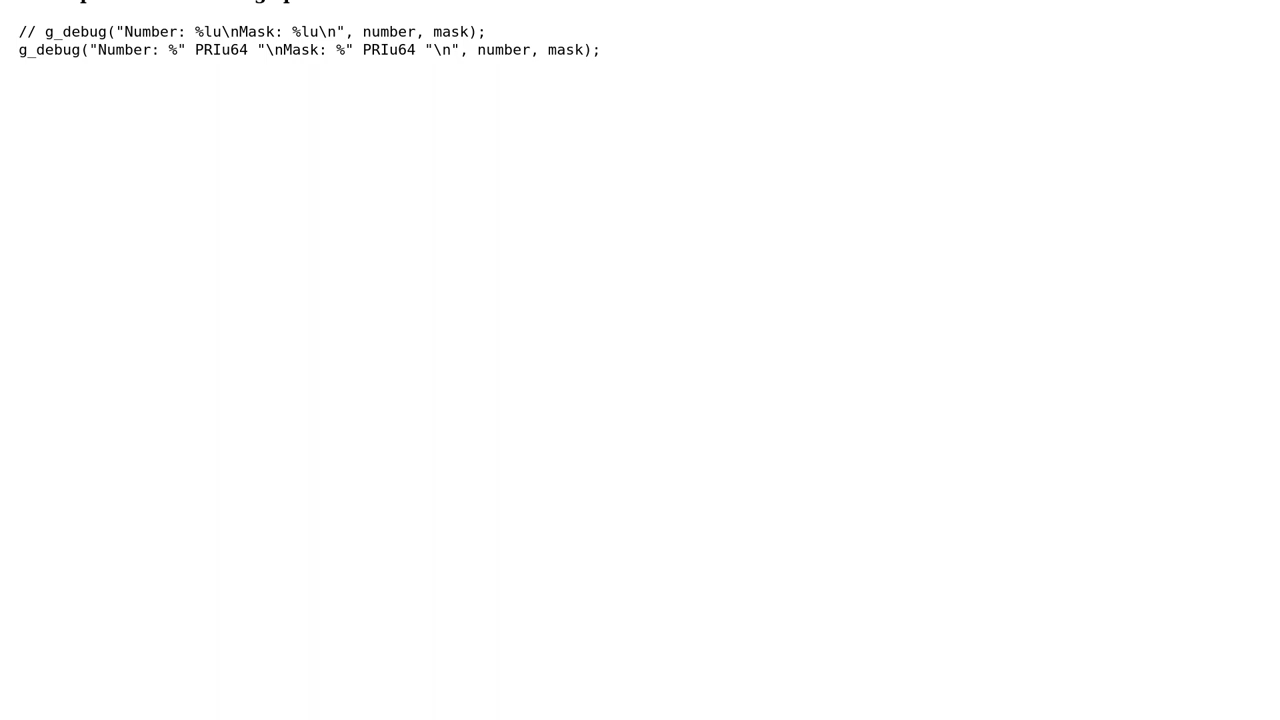 // g_debug("Number: %lu\nMask: %lu\n", number, mask);
g_debug("Number: %" PRIu64 "\nMask: %" PRIu64 "\n", number, mask);